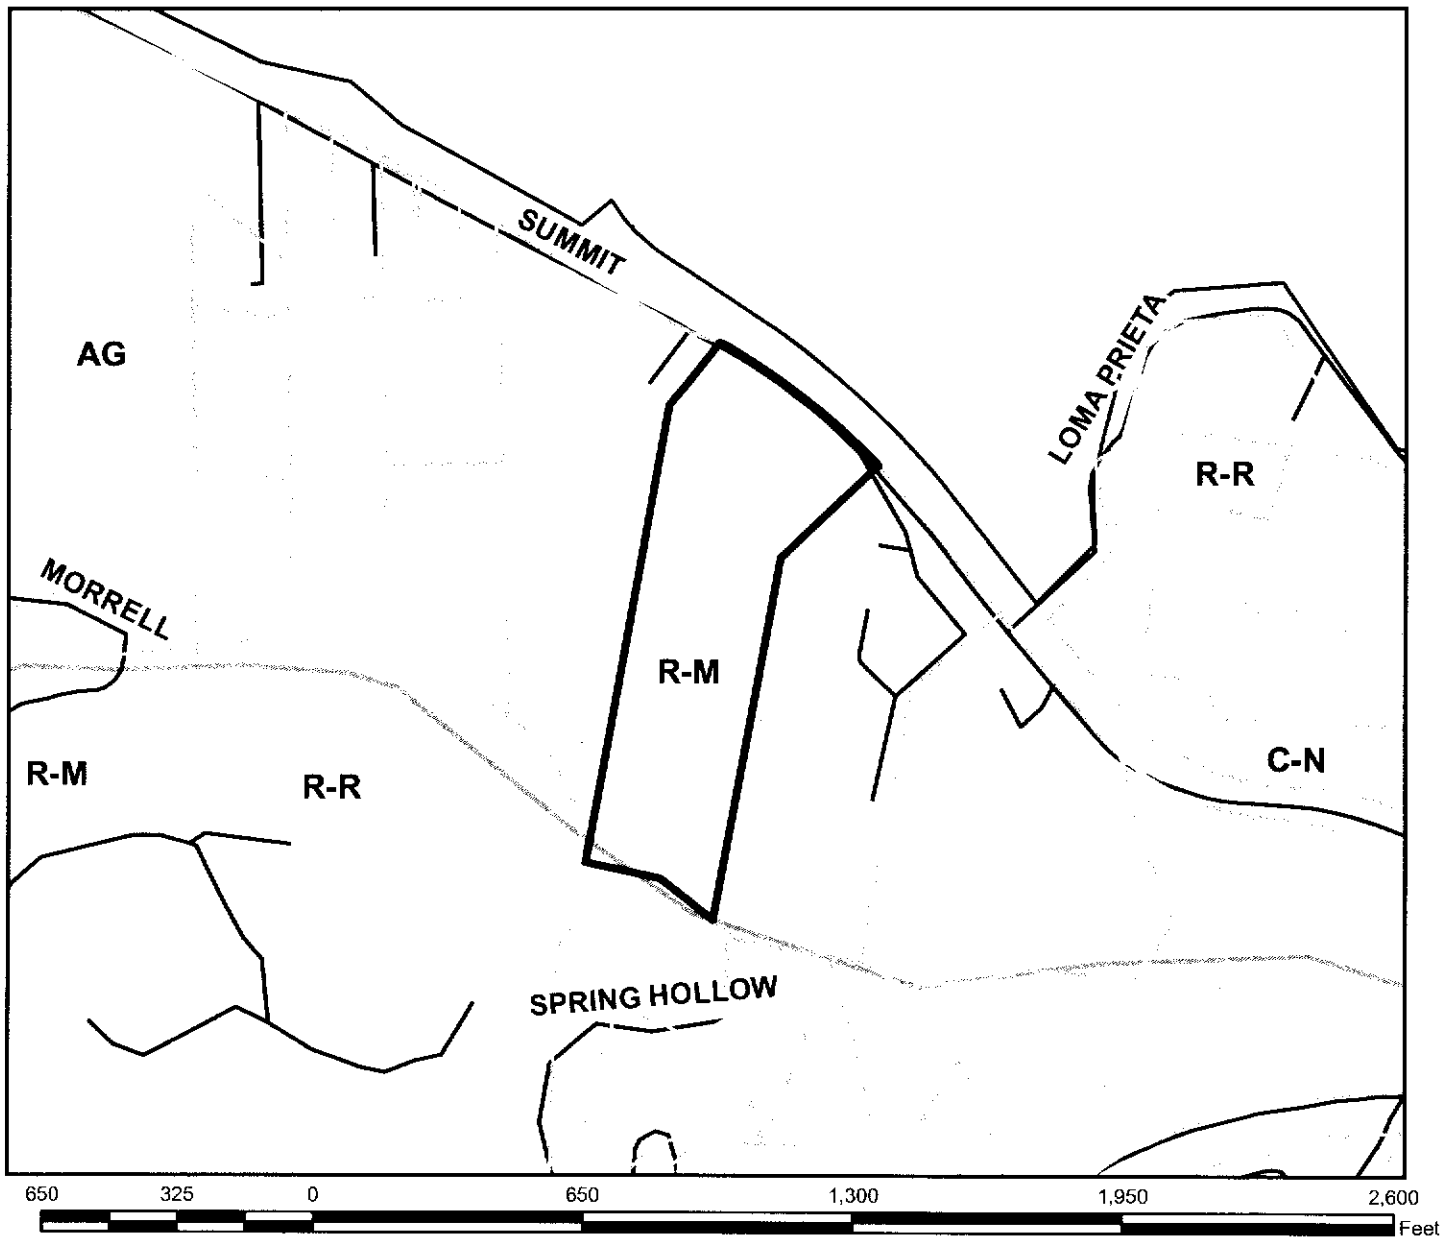 SUMMIT
LOMA PRIETA
AG
R-R
MORRELL
R-M
R-M
R-R
C-N
SPRING HOLLOW
650 325 0 650 1,300 1,950 2,600
Feet